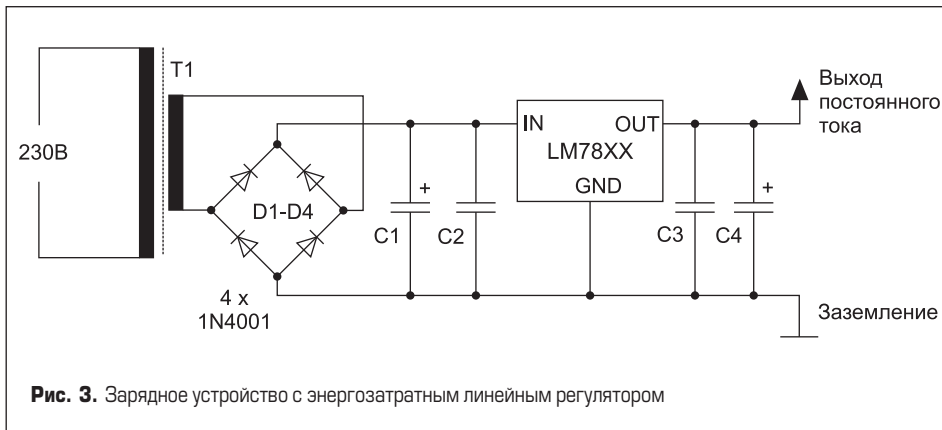 T1
230В
D1-D4
4 x
1N4001
C1
+
C2
IN
OUT
LM78XX
GND
C3
C4
+
Выход
постоянного
тока
Заземление
Рис. 3. Зарядное устройство с энергозатратным линейным регулятором